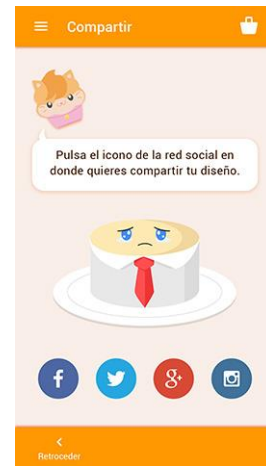 Compartir
Pulsa el icono de la red social en
donde quieres compartir tu diseño.
f
g+
Retroceder